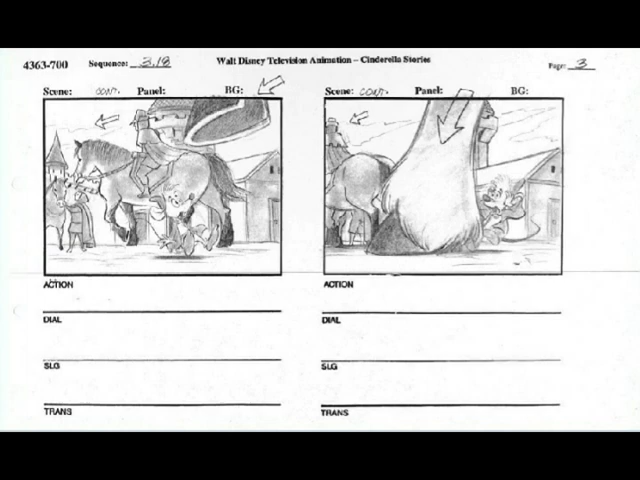 4363-700 Sequence: 3.18 Walt Disney Television Animation – Cinderella Stories Page: 3
Scene: CONT. Panel: BG: Scene: CONT. Panel: BG:
ACTION ACTION
DIAL DIAL
SLG SLG
TRANS TRANS